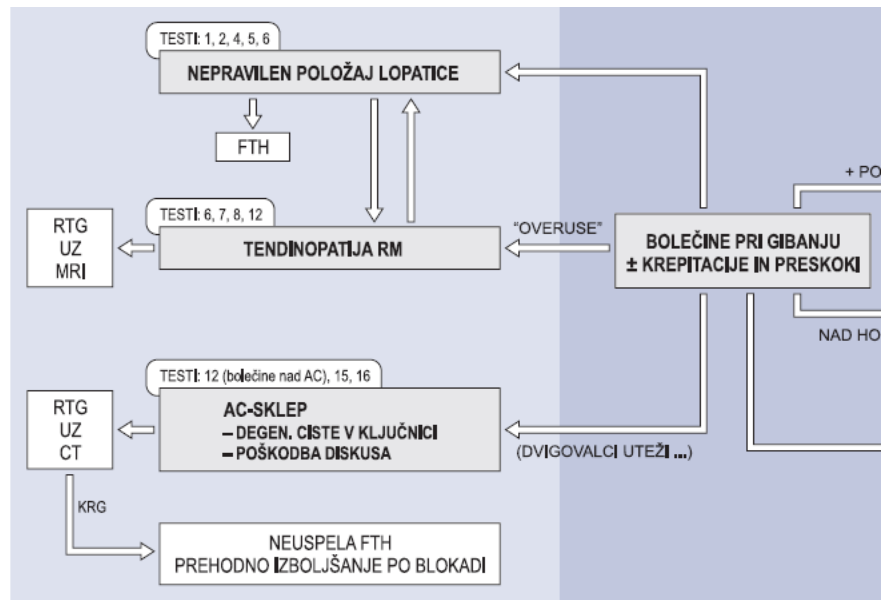 TESTI: 1, 2, 4, 5, 6
NEPRAVILEN POLOŽAJ LOPATICE
FTH
+ PO
TESTI: 6, 7, 8, 12
RTG
UZ
MRI
TENDINOPATIJA RM
“OVERUSE”
BOLEČINE PRI GIBANJU
± KREPITACIJE IN PRESKOKI
NAD HO
TESTI: 12 (bolečine nad AC), 15, 16
RTG
UZ
CT
AC-SKLEP
– DEGEN. CISTE V KLJUČNICI
– POŠKODBA DISKUSA
(DVIGOVALCI UTEŽI ...)
KRG
NEUSPELA FTH
PREHODNO IZBOLJŠANJE PO BLOKADI